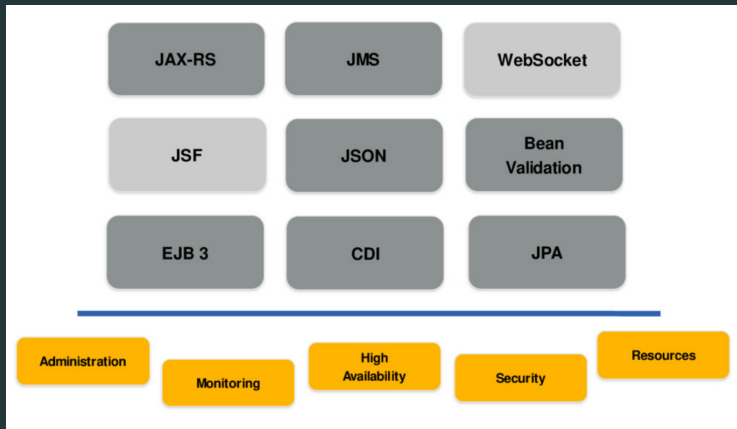 JAX-RS
JMS
WebSocket
JSF
JSON
Bean
Validation
EJB 3
CDI
JPA
Administration
Monitoring
High
Availability
Security
Resources